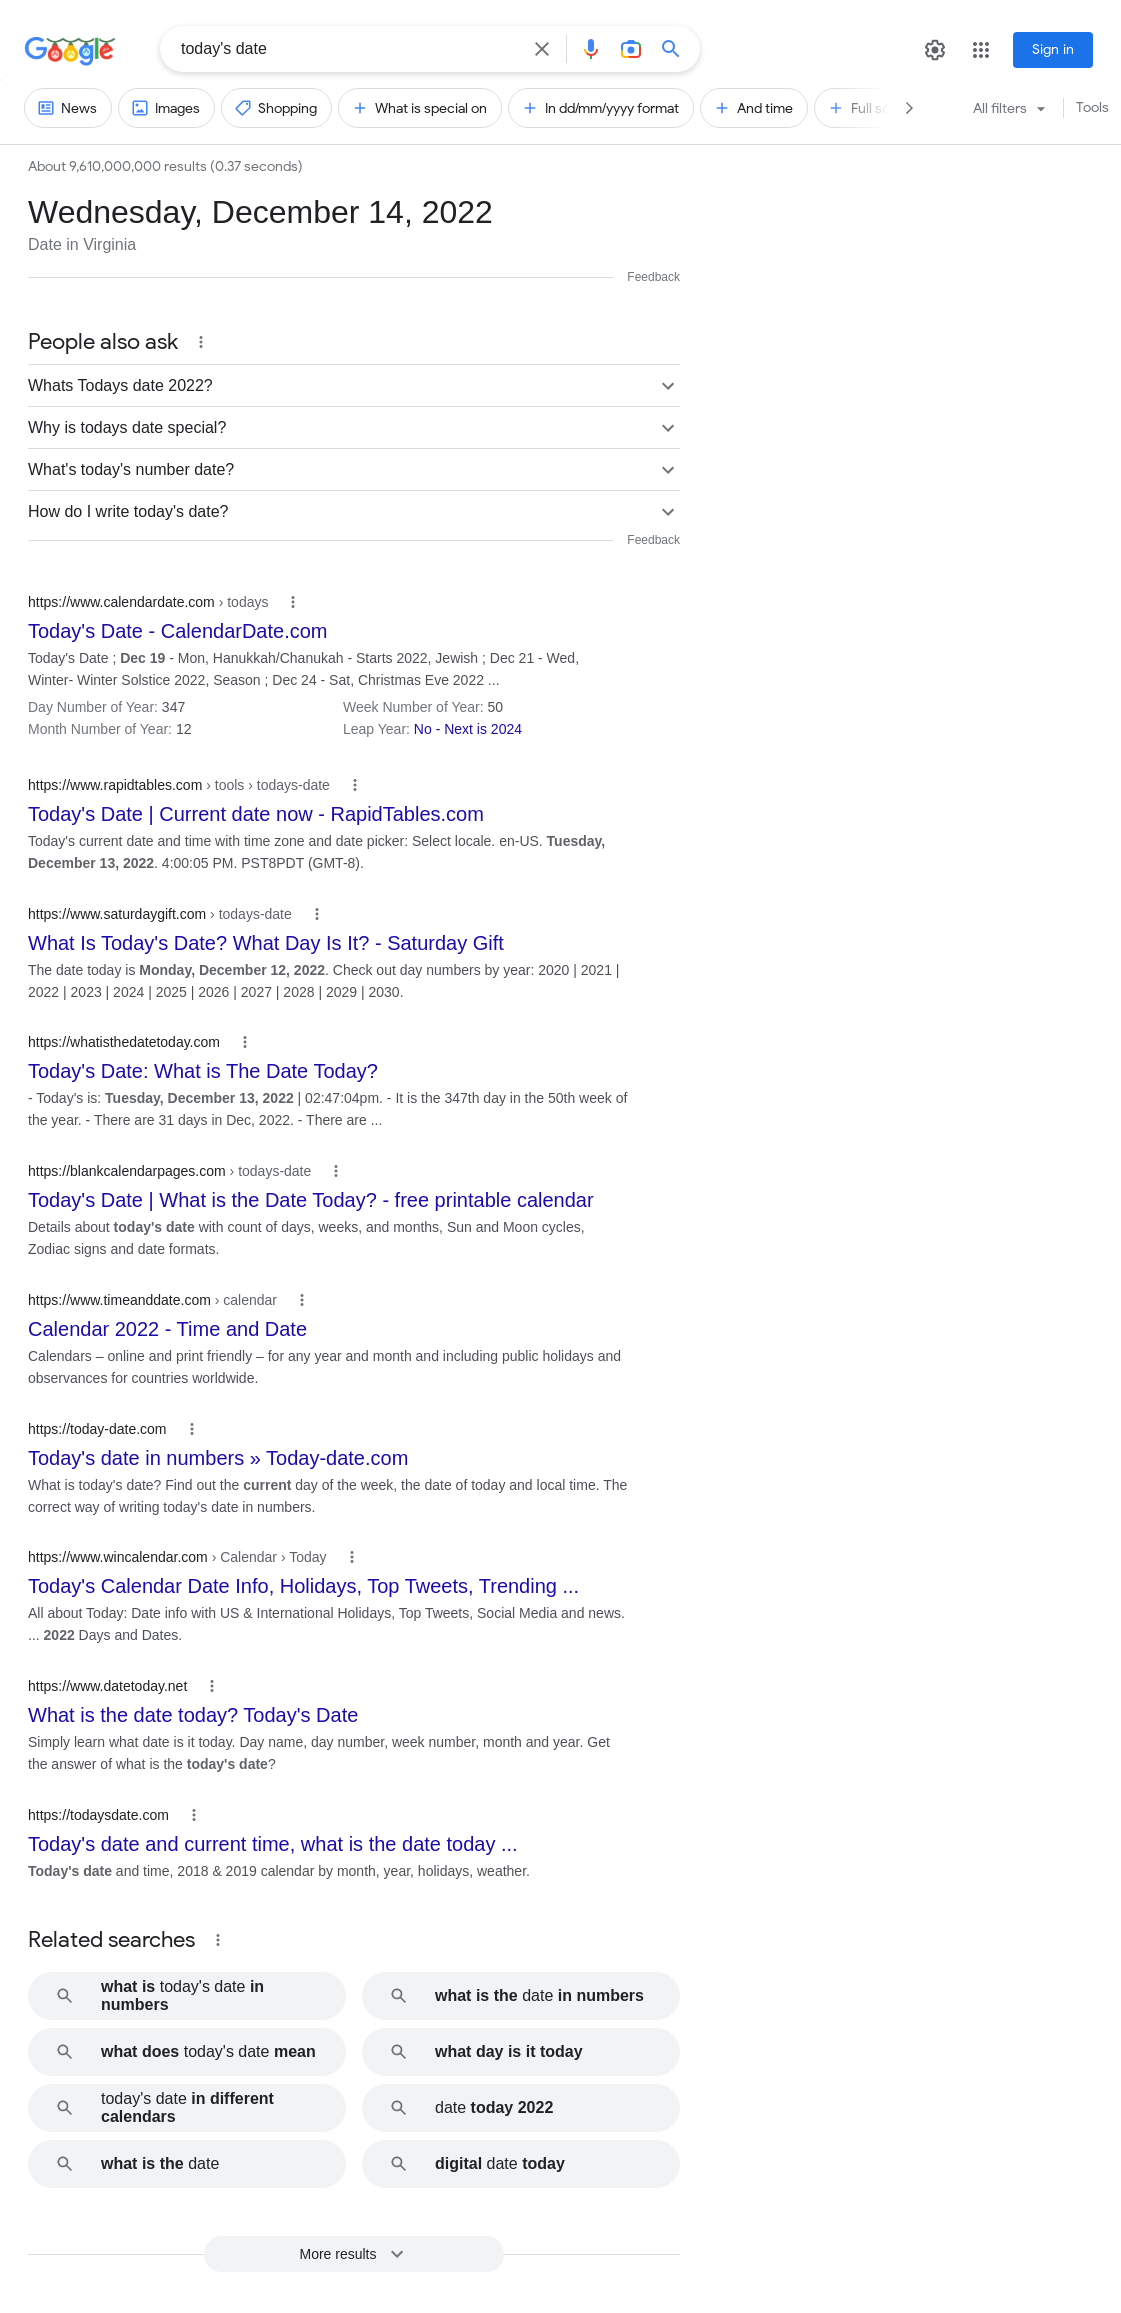 Google
today's date
Sign in
News
Images
Shopping
What is special on
In dd/mm/yyyy format
And time
Full
All filters
Tools
About 9,610,000,000 results (0.37 seconds)
Wednesday, December 14, 2022
Date in Virginia
Feedback
People also ask
Whats Todays date 2022?
Why is todays date special?
What's today's number date?
How do I write today's date?
Feedback
https://www.calendardate.com › todays
Today's Date - CalendarDate.com
Today's Date ; Dec 19 - Mon, Hanukkah/Chanukah - Starts 2022, Jewish ; Dec 21 - Wed,
Winter- Winter Solstice 2022, Season ; Dec 24 - Sat, Christmas Eve 2022 ...
Day Number of Year: 347
Week Number of Year: 50
Month Number of Year: 12
Leap Year: No - Next is 2024
https://www.rapidtables.com › tools › todays-date
Today's Date | Current date now - RapidTables.com
Today's current date and time with time zone and date picker: Select locale. en-US. Tuesday,
December 13, 2022. 4:00:05 PM. PST8PDT (GMT-8).
https://www.saturdaygift.com › todays-date
What Is Today's Date? What Day Is It? - Saturday Gift
The date today is Monday, December 12, 2022. Check out day numbers by year: 2020 | 2021 |
2022 | 2023 | 2024 | 2025 | 2026 | 2027 | 2028 | 2029 | 2030.
https://whatisthedatetoday.com
Today's Date: What is The Date Today?
- Today's is: Tuesday, December 13, 2022 | 02:47:04pm. - It is the 347th day in the 50th week of
the year. - There are 31 days in Dec, 2022. - There are ...
https://blankcalendarpages.com › todays-date
Today's Date | What is the Date Today? - free printable calendar
Details about today's date with count of days, weeks, and months, Sun and Moon cycles,
Zodiac signs and date formats.
https://www.timeanddate.com › calendar
Calendar 2022 - Time and Date
Calendars – online and print friendly – for any year and month and including public holidays and
observances for countries worldwide.
https://today-date.com
Today's date in numbers » Today-date.com
What is today's date? Find out the current day of the week, the date of today and local time. The
correct way of writing today's date in numbers.
https://www.wincalendar.com › Calendar › Today
Today's Calendar Date Info, Holidays, Top Tweets, Trending ...
All about Today: Date info with US & International Holidays, Top Tweets, Social Media and news.
... 2022 Days and Dates.
https://www.datetoday.net
What is the date today? Today's Date
Simply learn what date is it today. Day name, day number, week number, month and year. Get
the answer of what is the today's date?
https://todaysdate.com
Today's date and current time, what is the date today ...
Today's date and time, 2018 & 2019 calendar by month, year, holidays, weather.
Related searches
what is today's date in
numbers
what is the date in numbers
what does today's date mean
what day is it today
today's date in different
calendars
date today 2022
what is the date
digital date today
More results